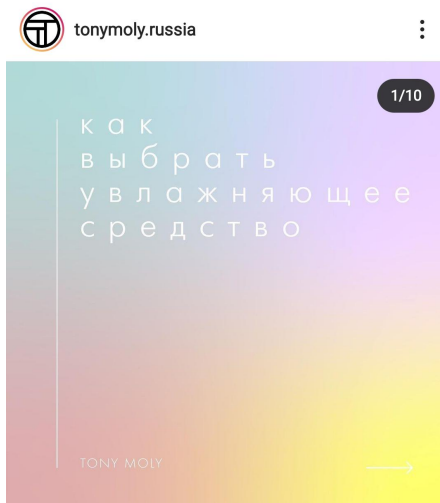 tonymoly.russia
1/10
как
выбрать
увлажняющее
средство
TONY MOLY